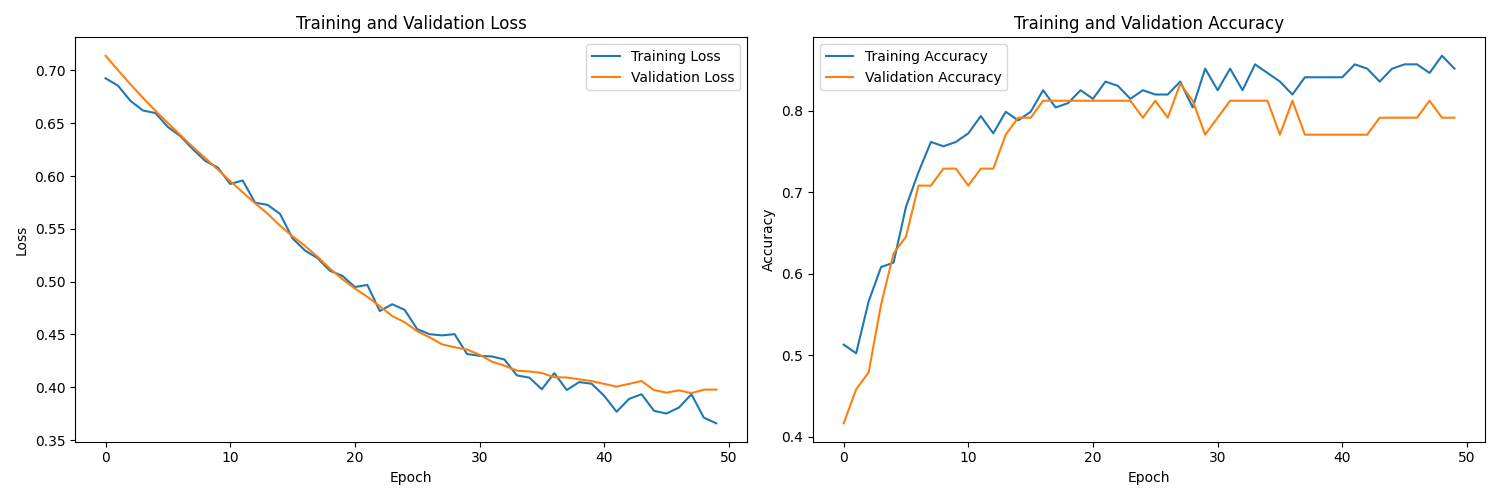 Training and Validation Loss
Training Loss
Validation Loss
0.70
0.65
0.60
0.55
0.50
0.45
0.40
0.35
Loss
0
10
20
30
40
50
Epoch
Training and Validation Accuracy
Training Accuracy
Validation Accuracy
0.8
0.7
0.6
0.5
0.4
Accuracy
0
10
20
30
40
50
Epoch